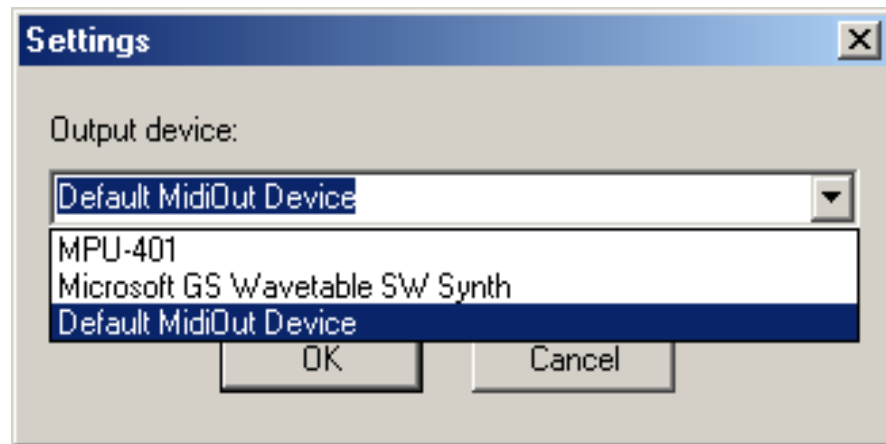 Settings
Output device:
Default MidiOut Device
MPU-401
Microsoft GS Wavetable SW Synth
Default MidiOut Device
OK Cancel